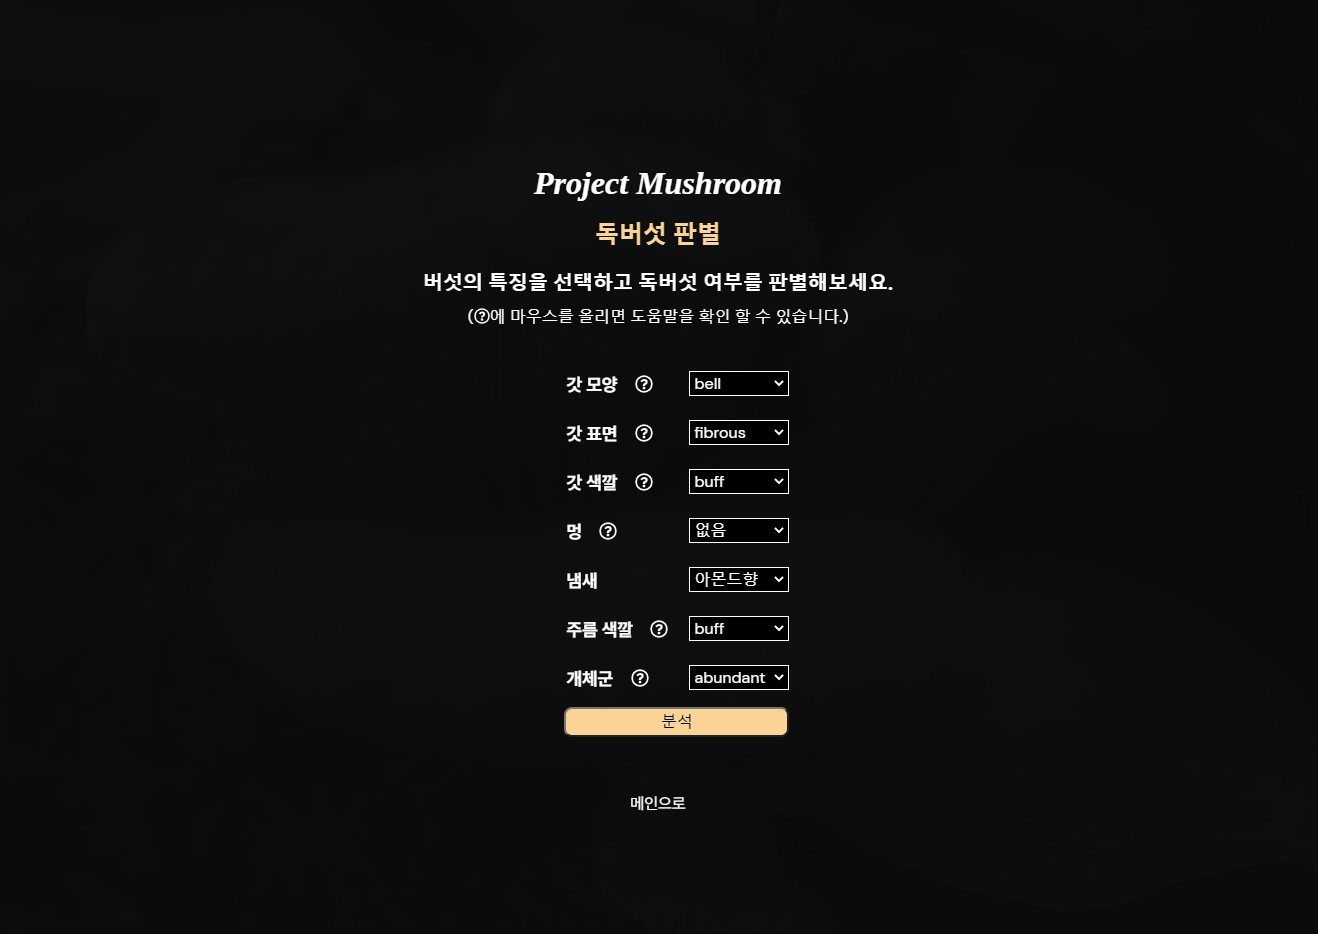 Project Mushroom
독버섯 판별
버섯의 특징을 선택하고 독버섯 여부를 판별해보세요.
(?에 마우스를 올리면 도움말을 확인 할 수 있습니다.)
갓 모양 ? bell
갓 표면 ? fibrous
갓 색깔 ? buff
멍 ? 없음
냄새 아몬드향
주름 색깔 ? buff
개체군 ? abundant
분석
메인으로